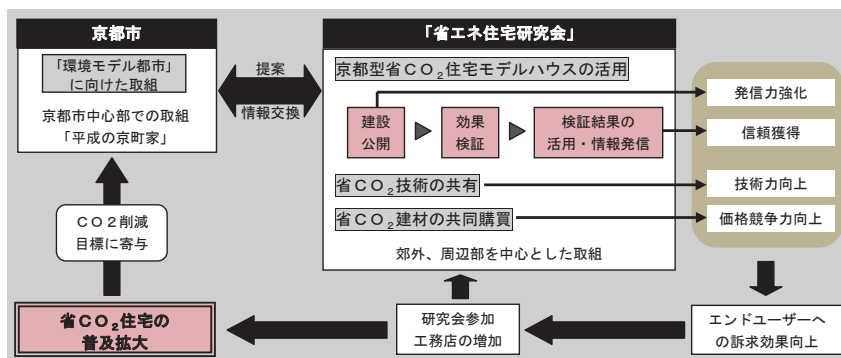 京都市
「環境モデル都市」
に向けた取組
京都市中心部での取組
「平成の京町家」
提案
情報交換
「省エネ住宅研究会」
京都型省CO₂住宅モデルハウスの活用
建設
公開
効果
検証
検証結果の
活用・情報発信
省CO₂技術の共有
省CO₂建材の共同購買
郊外、周辺部を中心とした取組
発信力強化
信頼獲得
技術力向上
価格競争力向上
CO2削減
目標に寄与
省CO₂住宅の
普及拡大
研究会参加
工務店の増加
エンドユーザーへ
の訴求効果向上